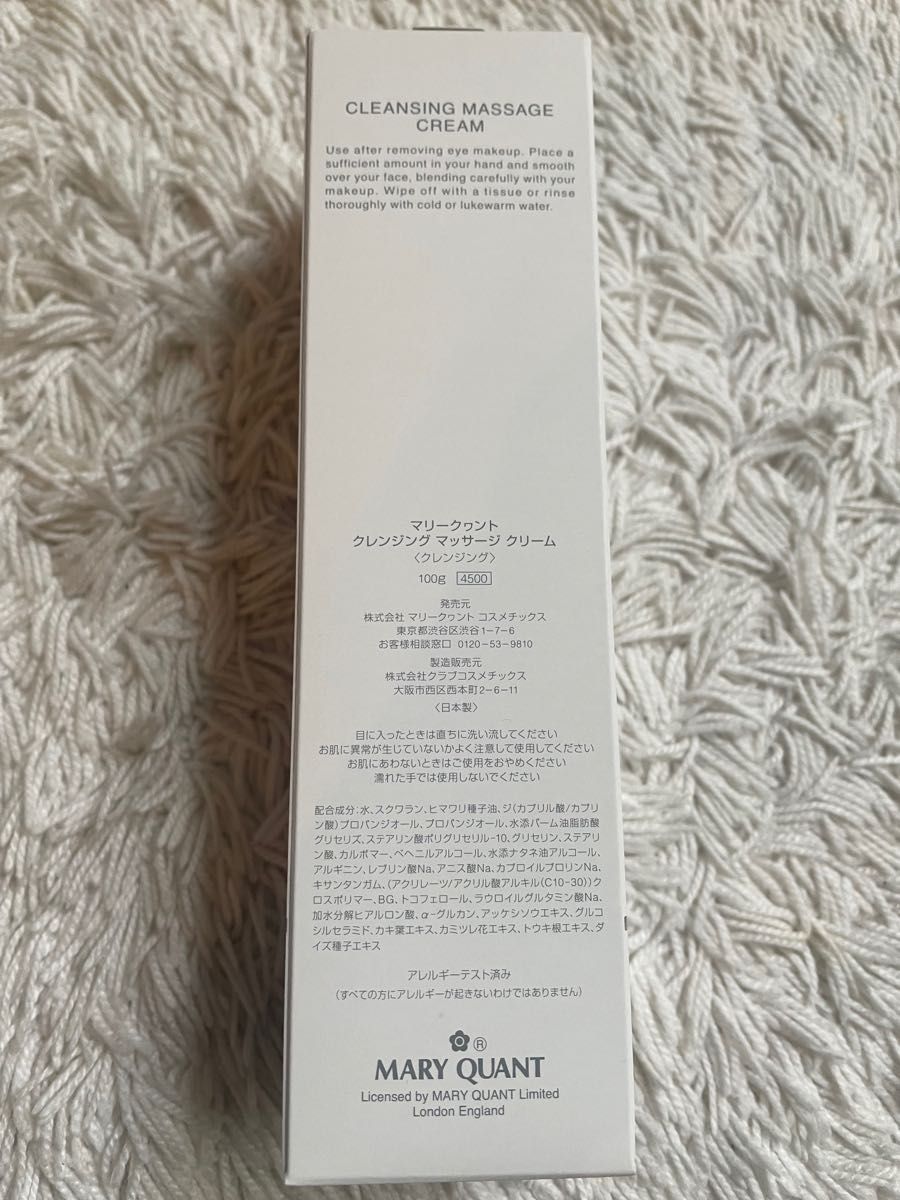 CLEANSING MASSAGE
CREAM
Use after removing eye makeup. Place a
sufficient amount in your hand and smooth
over your face, blending carefully with your
makeup. Wipe off with a tissue or rinse
thoroughly with cold or lukewarm water.
マリークヮント
クレンジング マッサージ クリーム
〈クレンジング〉
100g 4500
発売元
株式会社 マリークヮント コスメチックス
東京都渋谷区渋谷1-7-6
お客様相談窓口 0120-53-9810
製造販売元
株式会社クラブコスメチックス
大阪市西区西本町2-6-11
〈日本製〉
目に入ったときは直ちに洗い流してください
お肌に異常が生じていないかよく注意して使用してください
お肌にあわないときはご使用をおやめください
濡れた手では使用しないでください
配合成分:水、スクワラン、ヒマワリ種子油、ジ(カプリル酸/カプリ
ン酸)プロパンジオール、プロパンジオール、水添パーム油脂肪酸
グリセリズ、ステアリン酸ポリグリセリル-10、グリセリン、ステアリ
ン酸、カルボマー、ベヘニルアルコール、水添ナタネ油アルコール、
アルギニン、レブリン酸Na、アニス酸Na、カプロイルプロリンNa、
キサンタンガム、(アクリレーツ/アクリル酸アルキル(C10-30))ク
ロスポリマー、BG、トコフェロール、ラウロイルグルタミン酸Na、
加水分解ヒアルロン酸、α-グルカン、アッケシソウエキス、グルコ
シルセラミド、カキ葉エキス、カミツレ花エキス、トウキ根エキス、ダ
イズ種子エキス
アレルギーテスト済み
(すべての方にアレルギーが起きないわけではありません)
®
MARY QUANT
Licensed by MARY QUANT Limited
London England